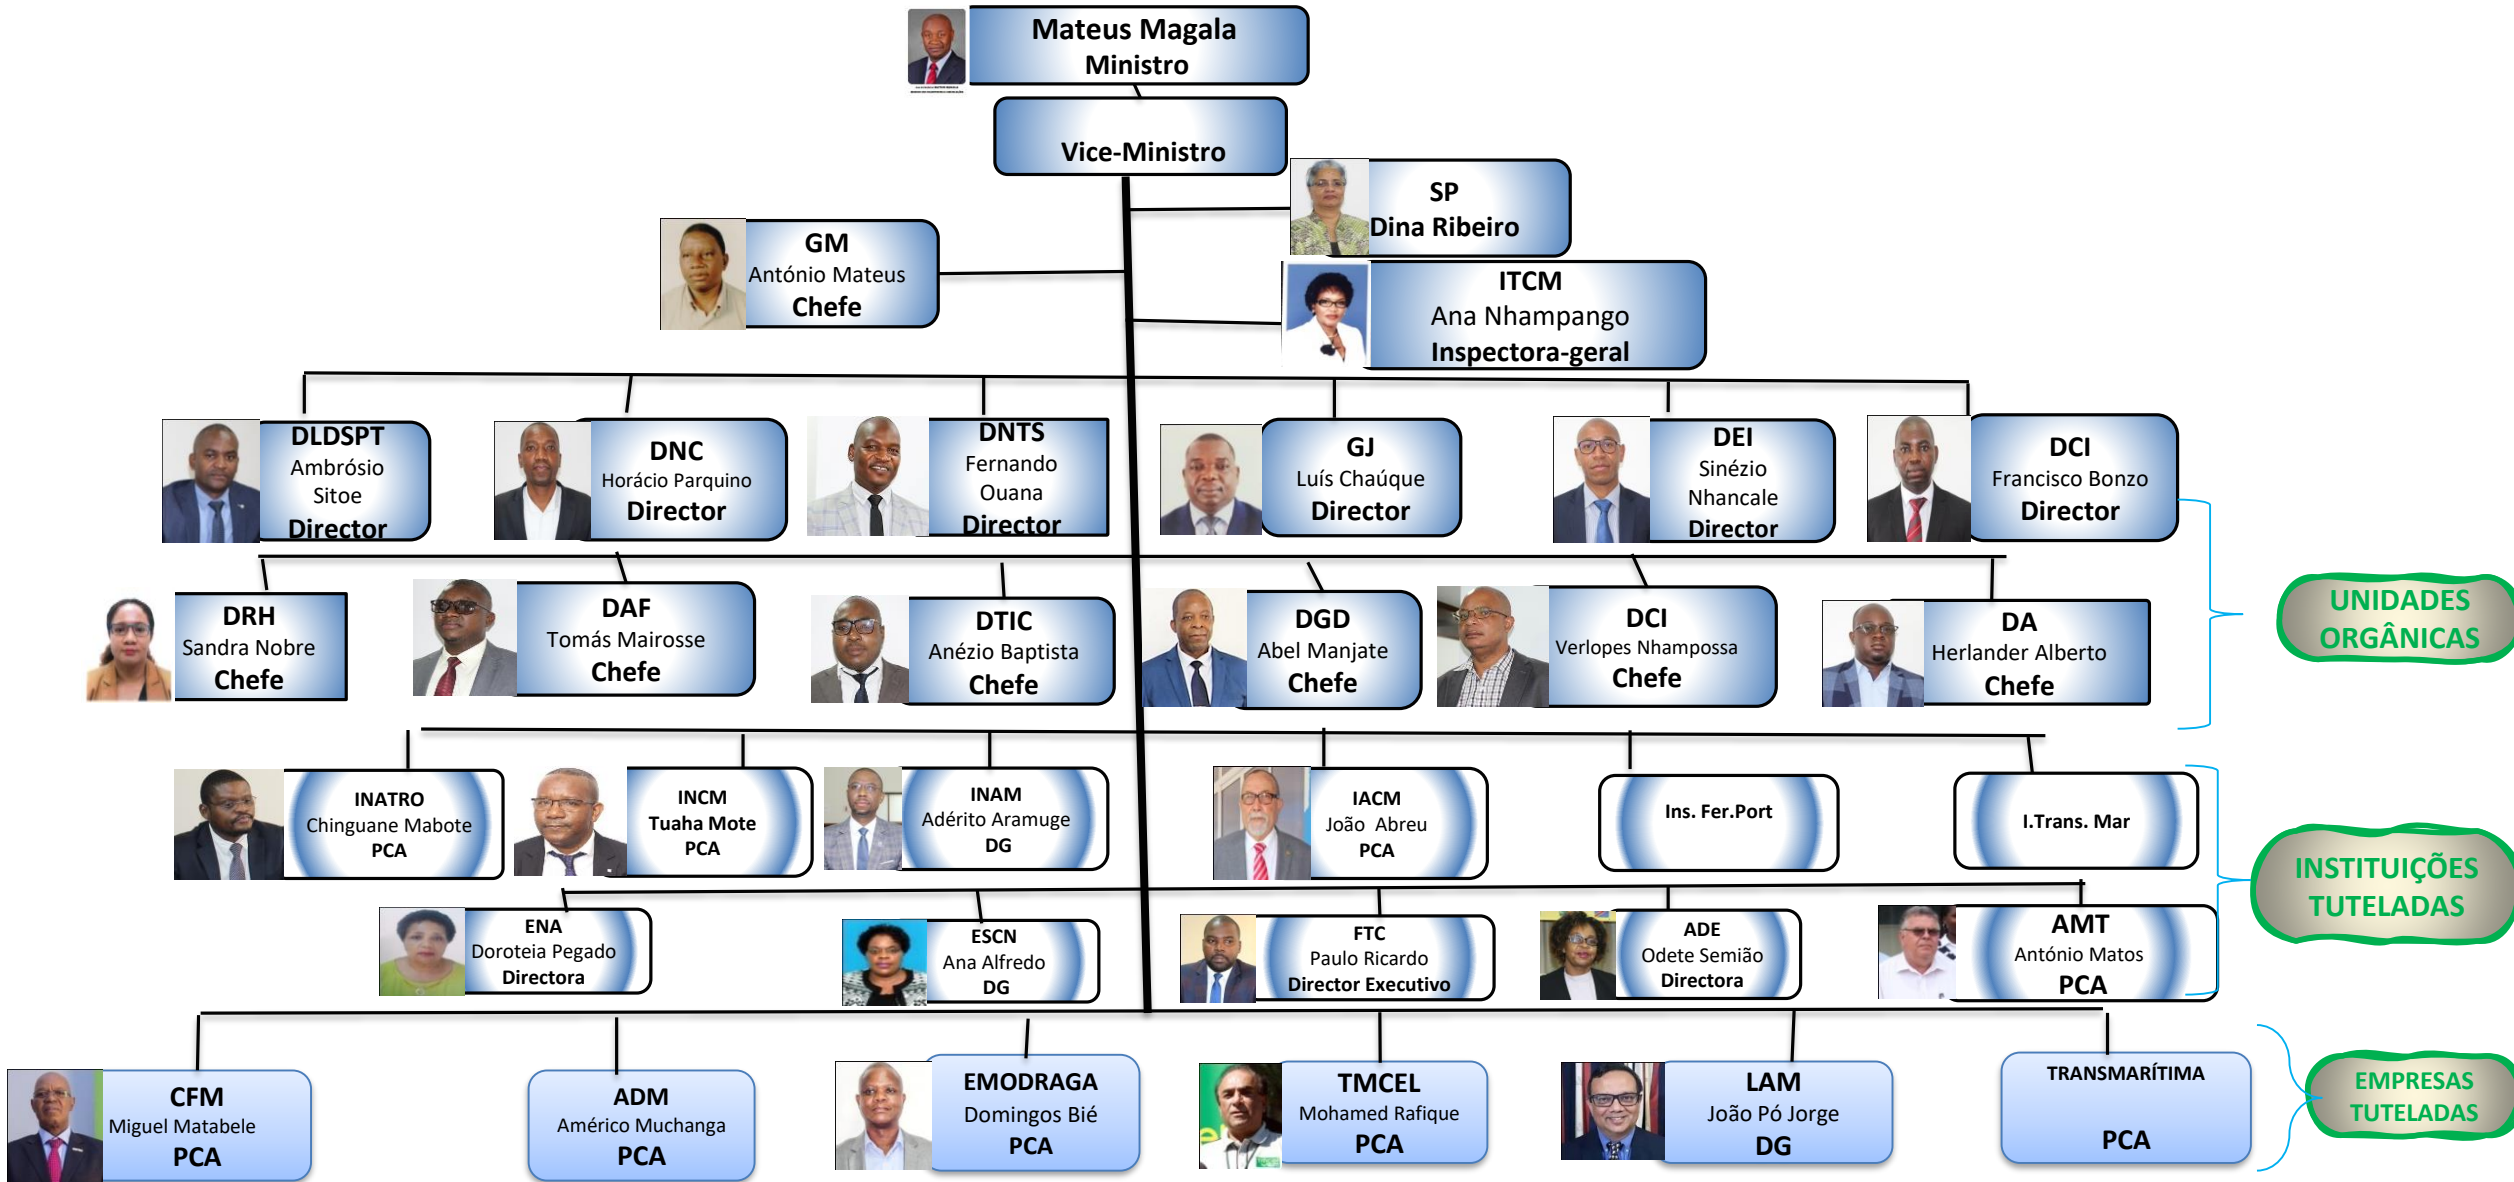 Mateus Magala
Ministro
Vice-Ministro
SP
Dina Ribeiro
GM
António Mateus
Chefe
ITCM
Ana Nhampango
Inspectora-geral
DLDSPT
Ambrósio
Sitoe
Director
DNC
Horácio Parquino
Director
DNTS
Fernando
Ouana
Director
GJ
Luís Chaúque
Director
DEI
Sinézio
Nhancale
Director
DCI
Francisco Bonzo
Director
DRH
Sandra Nobre
Chefe
DAF
Tomás Mairosse
Chefe
DTIC
Anézio Baptista
Chefe
DGD
Abel Manjate
Chefe
DCI
Verlopes Nhampossa
Chefe
DA
Herlander Alberto
Chefe
UNIDADES
ORGÂNICAS
INATRO
Chinguane Mabote
PCA
INCM
Tuaha Mote
PCA
INAM
Adérito Aramuge
DG
IACM
João Abreu
PCA
Ins. Fer.Port
I.Trans. Mar
INSTITUIÇÕES
TUTELADAS
ENA
Doroteia Pegado
Directora
ESCN
Ana Alfredo
DG
FTC
Paulo Ricardo
Director Executivo
ADE
Odete Semião
Directora
AMT
António Matos
PCA
CFM
Miguel Matabele
PCA
ADM
Américo Muchanga
PCA
EMODRAGA
Domingos Bié
PCA
TMCEL
Mohamed Rafique
PCA
LAM
João Pó Jorge
DG
TRANSMARÍTIMA
PCA
EMPRESAS
TUTELADAS